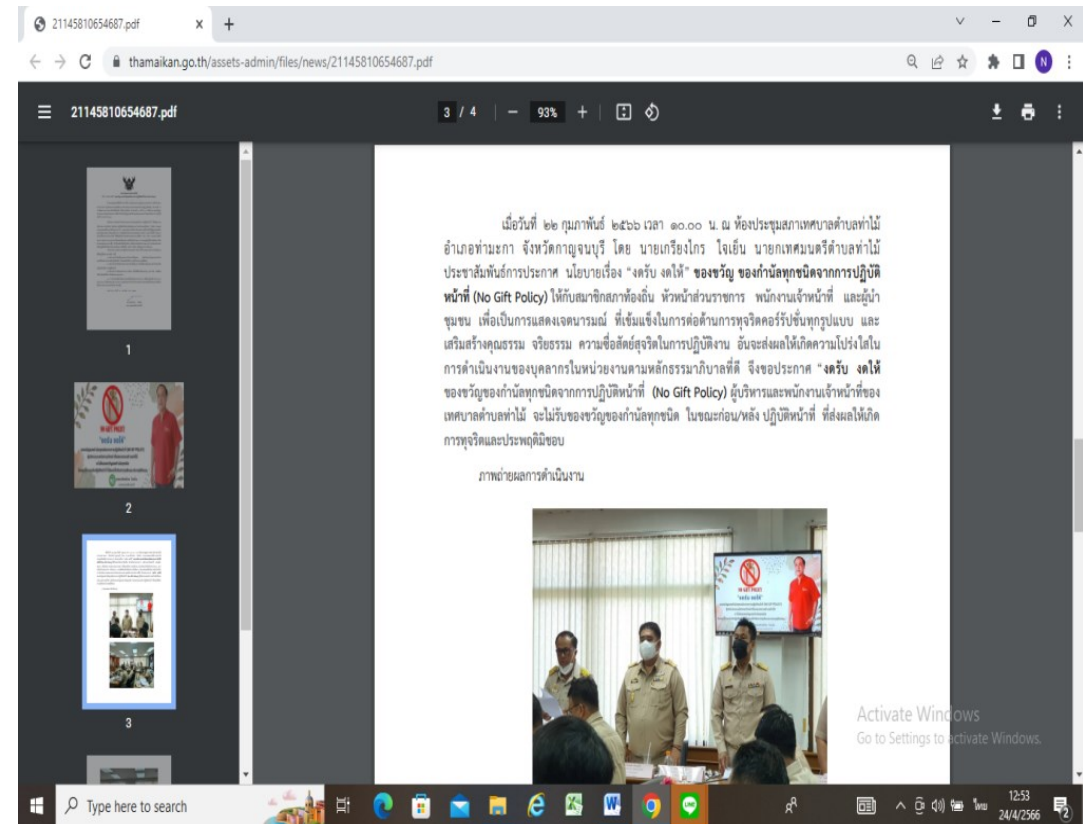 21145810654687.pdf
thamaikan.go.th/assets-admin/files/news/21145810654687.pdf
N
21145810654687.pdf
3 / 4
93%
1
2
3
เมื่อวันที่ ๒๒ กุมภาพันธ์ ๒๕๖๖ เวลา ๑๐.๐๐ น. ณ ห้องประชุมสภาเทศบาลตำบลท่าไม้
อำเภอท่ามะกา จังหวัดกาญจนบุรี โดย นายเกรียงไกร ใจเย็น นายกเทศมนตรีตำบลท่าไม้
ประชาสัมพันธ์การประกาศ นโยบายเรื่อง “งดรับ งดให้” ของขวัญ ของกำนัลทุกชนิดจากการปฏิบัติ
หน้าที่ (No Gift Policy) ให้กับสมาชิกสภาท้องถิ่น หัวหน้าส่วนราชการ พนักงานเจ้าหน้าที่ และผู้นำ
ชุมชน เพื่อเป็นการแสดงเจตนารมณ์ ที่เข้มแข็งในการต่อต้านการทุจริตคอร์รัปชั่นทุกรูปแบบ และ
เสริมสร้างคุณธรรม จริยธรรม ความซื่อสัตย์สุจริตในการปฏิบัติงาน อันจะส่งผลให้เกิดความโปร่งใสใน
การดำเนินงานของบุคลากรในหน่วยงานตามหลักธรรมาภิบาลที่ดี จึงขอประกาศ “งดรับ งดให้
ของขวัญของกำนัลทุกชนิดจากการปฏิบัติหน้าที่ (No Gift Policy) ผู้บริหารและพนักงานเจ้าหน้าที่ของ
เทศบาลตำบลท่าไม้ จะไม่รับของขวัญของกำนัลทุกชนิด ในขณะก่อน/หลัง ปฏิบัติหน้าที่ ที่ส่งผลให้เกิด
การทุจริตและประพฤติมิชอบ
ภาพถ่ายผลการดำเนินงาน
NO GIFT POLICY
"งดรับ งดให้"
Activate Windows
Go to Settings to activate Windows.
Type here to search
LINE
ไทย
12:53
24/4/2566
2